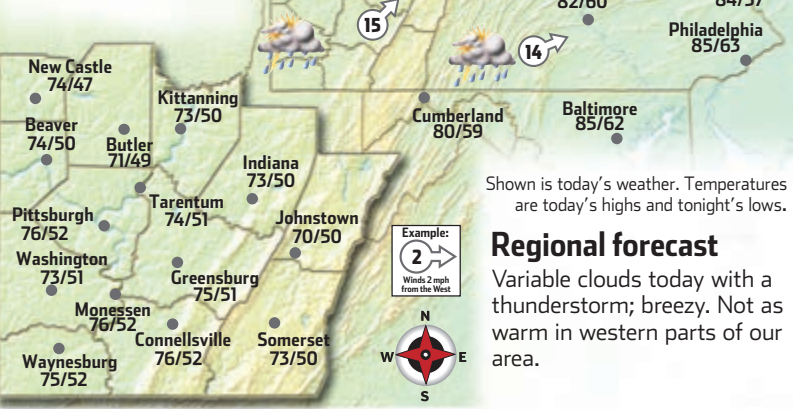 82/60
84/57
15
14
Philadelphia
85/63
New Castle
74/47
Kittanning
73/50
Cumberland
80/59
Baltimore
85/62
Beaver
74/50
Butler
71/49
Indiana
73/50
Tarentum
74/51
Pittsburgh
76/52
Johnstown
70/50
Washington
73/51
Greensburg
75/51
Monessen
76/52
Connellsville
76/52
Somerset
73/50
Waynesburg
75/52
Example:
2
Winds 2 mph
from the West
N
W
E
S
Shown is today's weather. Temperatures
are today's highs and tonight's lows.
Regional forecast
Variable clouds today with a
thunderstorm; breezy. Not as
warm in western parts of our
area.